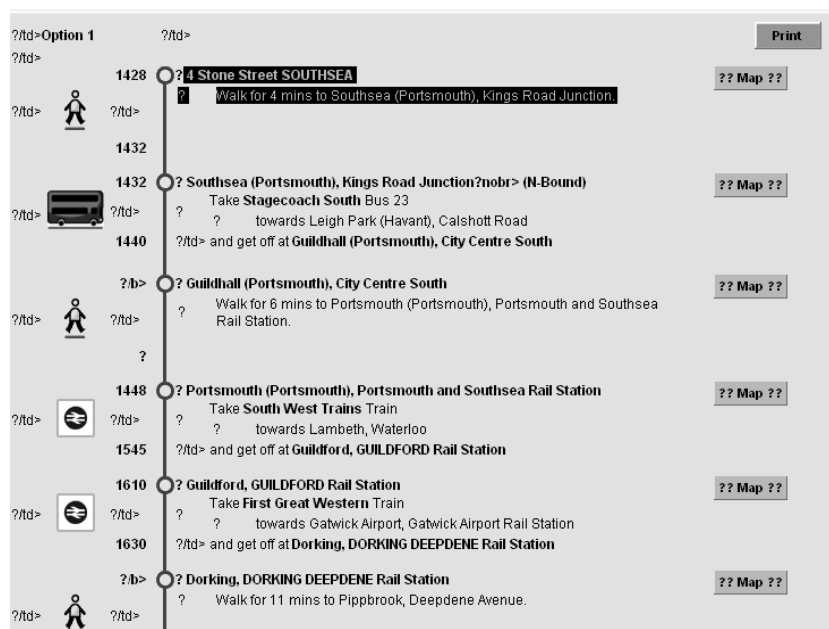 ?/td>Option 1 ?/td> Print
?/td>
1428 ? 4 Stone Street SOUTHSEA ?? Map ??
? Walk for 4 mins to Southsea (Portsmouth), Kings Road Junction.
?/td> ?/td>
1432
1432 ? Southsea (Portsmouth), Kings Road Junction?nobr> (N-Bound) ?? Map ??
Take Stagecoach South Bus 23
?/td> ?/td> ?
? towards Leigh Park (Havant), Calshott Road
1440 ?/td> and get off at Guildhall (Portsmouth), City Centre South
?/b> ? Guildhall (Portsmouth), City Centre South ?? Map ??
Walk for 6 mins to Portsmouth (Portsmouth), Portsmouth and Southsea
?/td> ?/td> ? Rail Station.
?
1448 ? Portsmouth (Portsmouth), Portsmouth and Southsea Rail Station ?? Map ??
Take South West Trains Train
?/td> ?/td> ?
? towards Lambeth, Waterloo
1545 ?/td> and get off at Guildford, GUILDFORD Rail Station
1610 ? Guildford, GUILDFORD Rail Station ?? Map ??
Take First Great Western Train
?/td> ?/td> ?
? towards Gatwick Airport, Gatwick Airport Rail Station
1630 ?/td> and get off at Dorking, DORKING DEEPDENE Rail Station
?/b> ? Dorking, DORKING DEEPDENE Rail Station ?? Map ??
? Walk for 11 mins to Pippbrook, Deepdene Avenue.
?/td> ?/td>